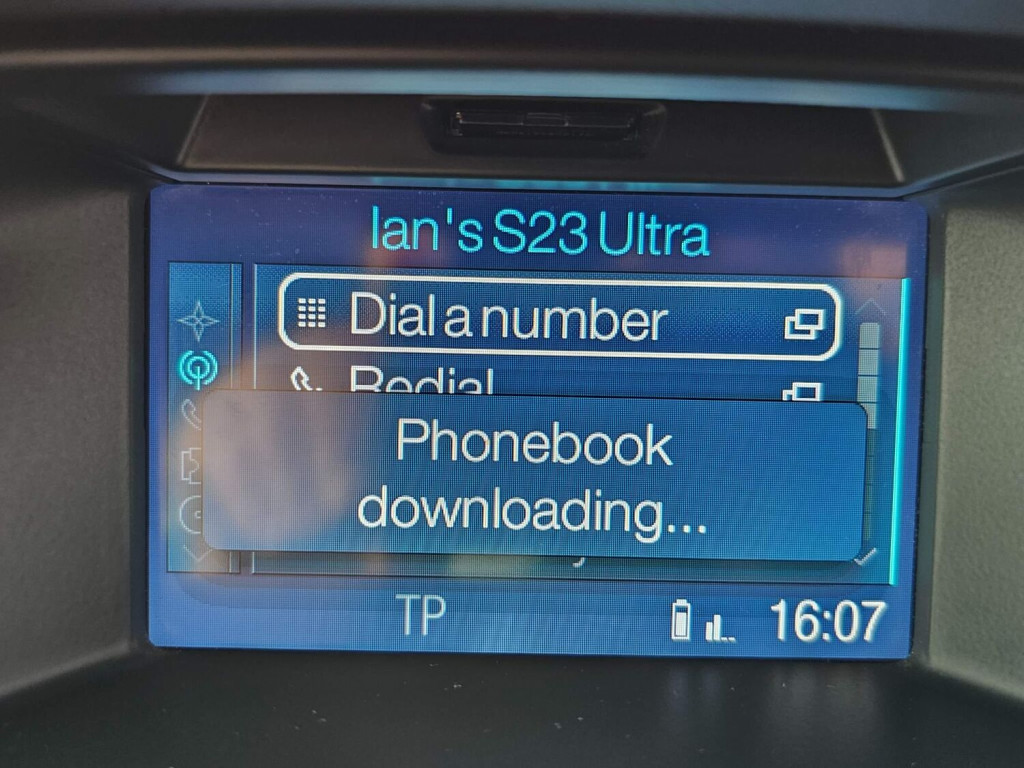 Ian's S23 Ultra
Dial a number
Redial
Phonebook
downloading...
TP
16:07